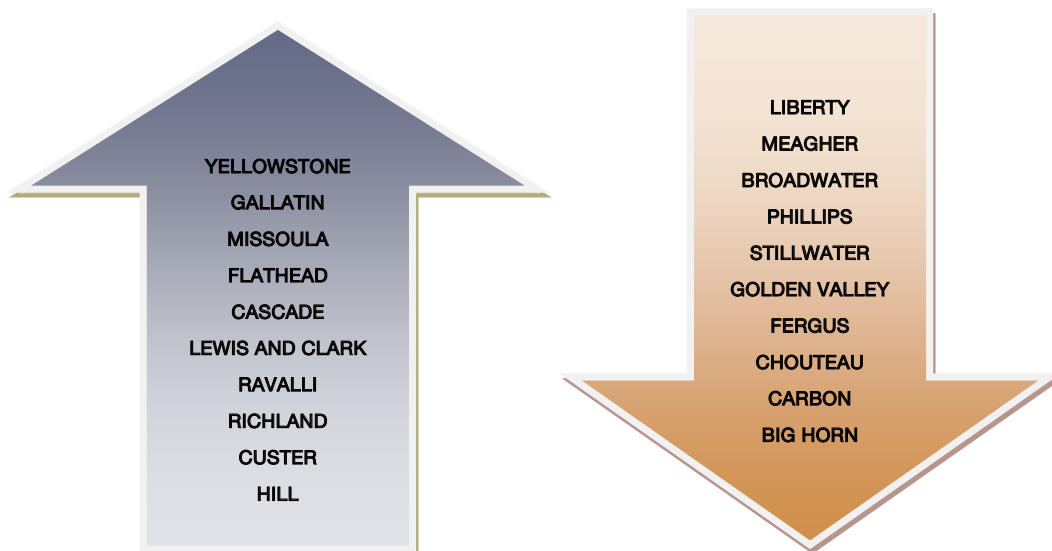 YELLOWSTONE
GALLATIN
MISSOULA
FLATHEAD
CASCADE
LEWIS AND CLARK
RAVALLI
RICHLAND
CUSTER
HILL
LIBERTY
MEAGHER
BROADWATER
PHILLIPS
STILLWATER
GOLDEN VALLEY
FERGUS
CHOUTEAU
CARBON
BIG HORN